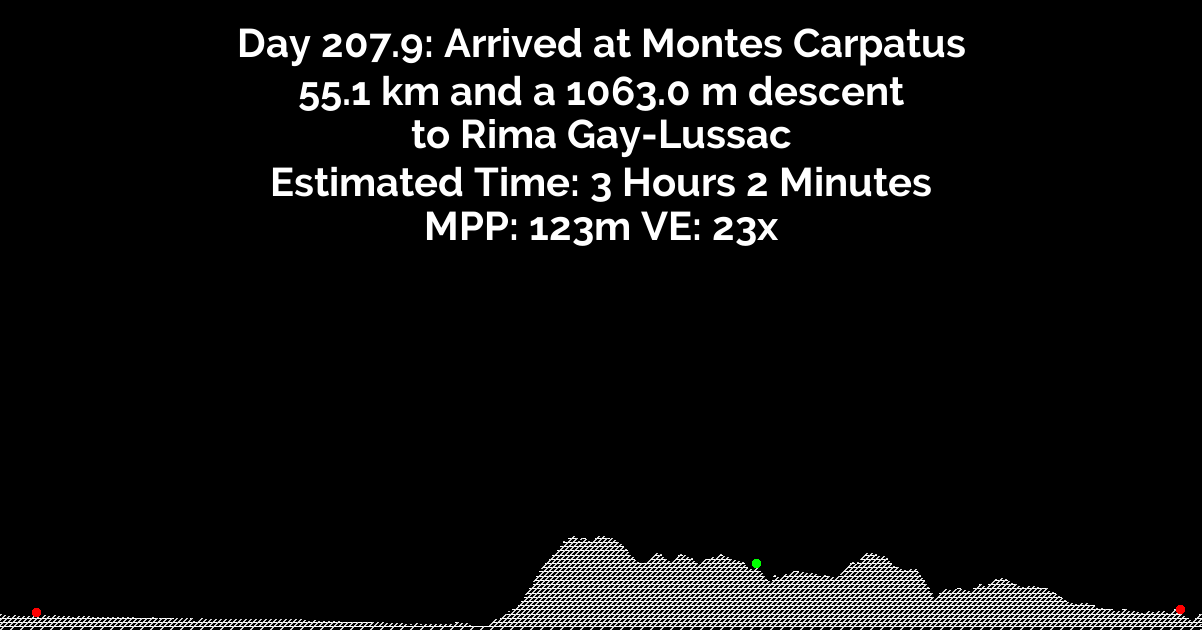 Day 207.9: Arrived at Montes Carpatus
55.1 km and a 1063.0 m descent
to Rima Gay-Lussac
Estimated Time: 3 Hours 2 Minutes
MPP: 123m VE: 23x